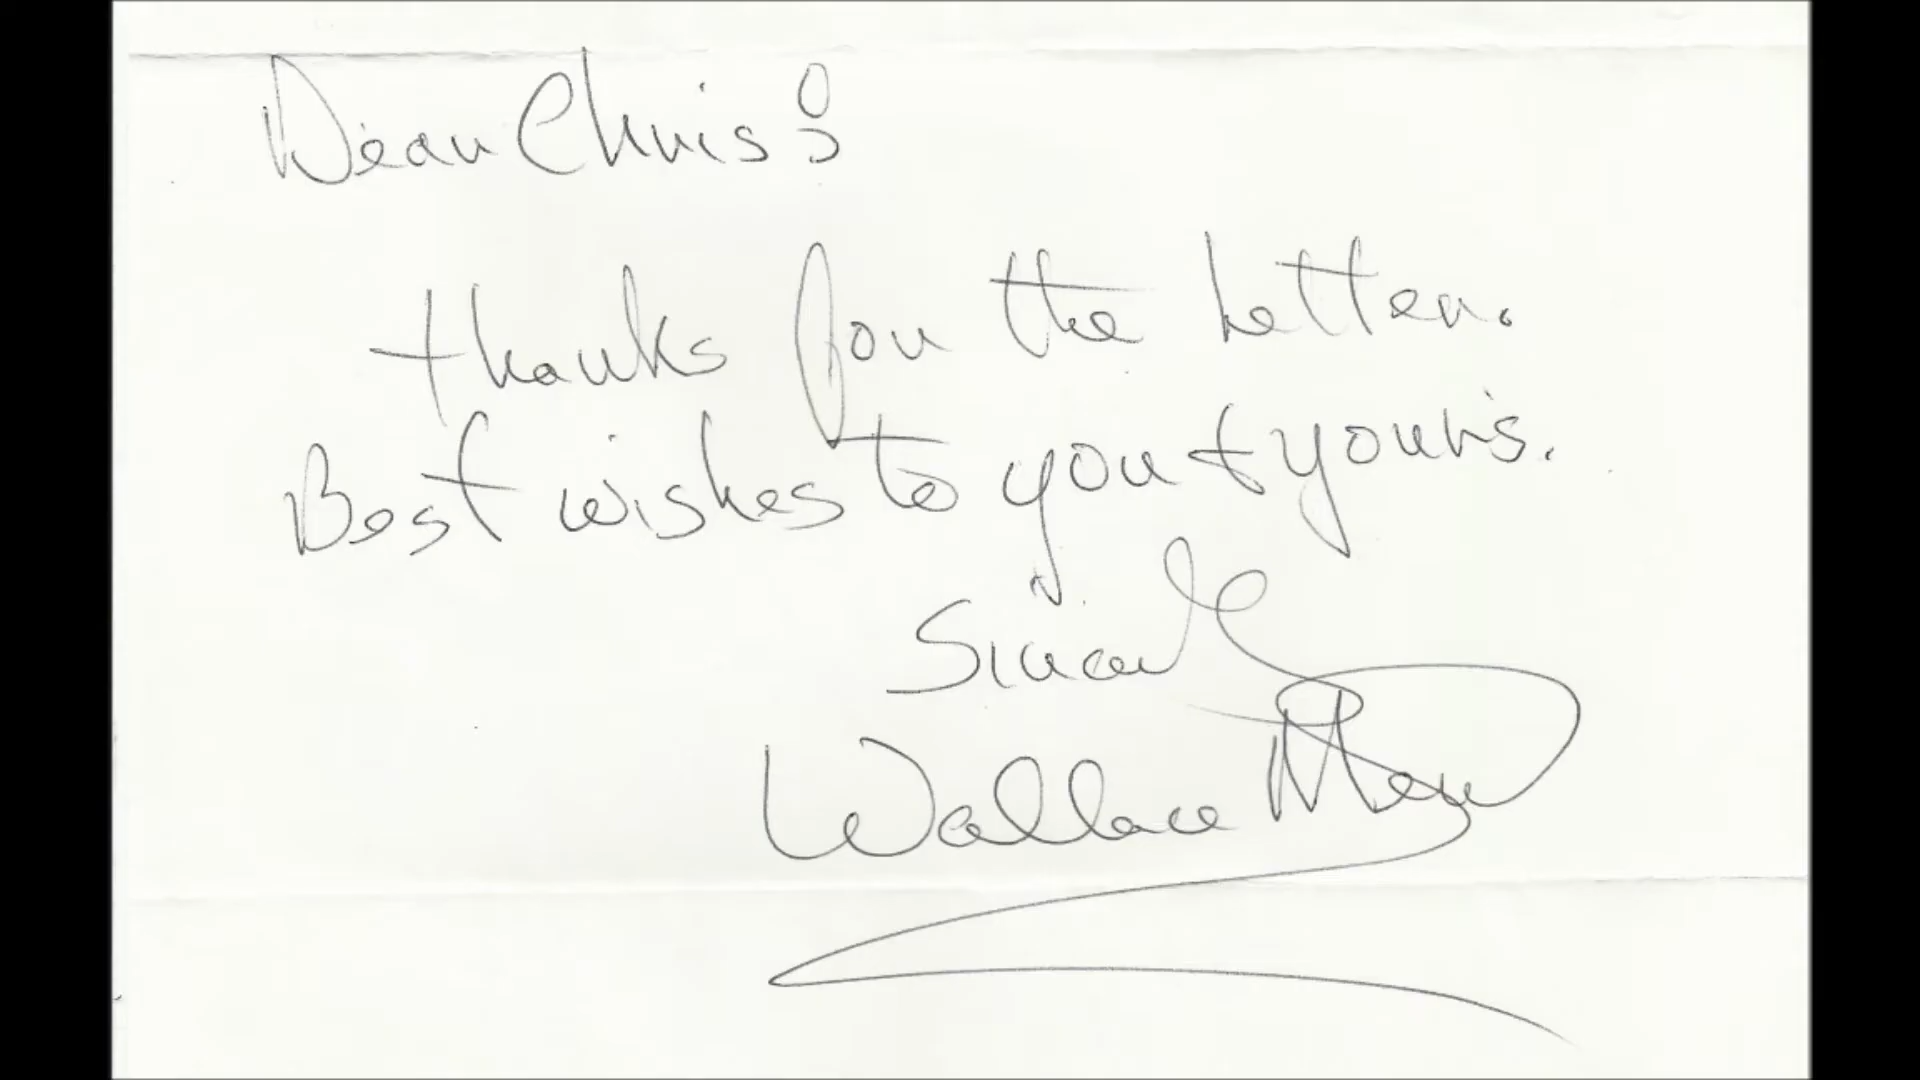 Dear Chris:
thanks for the letter.
Best wishes to you & yours.
Sincerely
Wallace